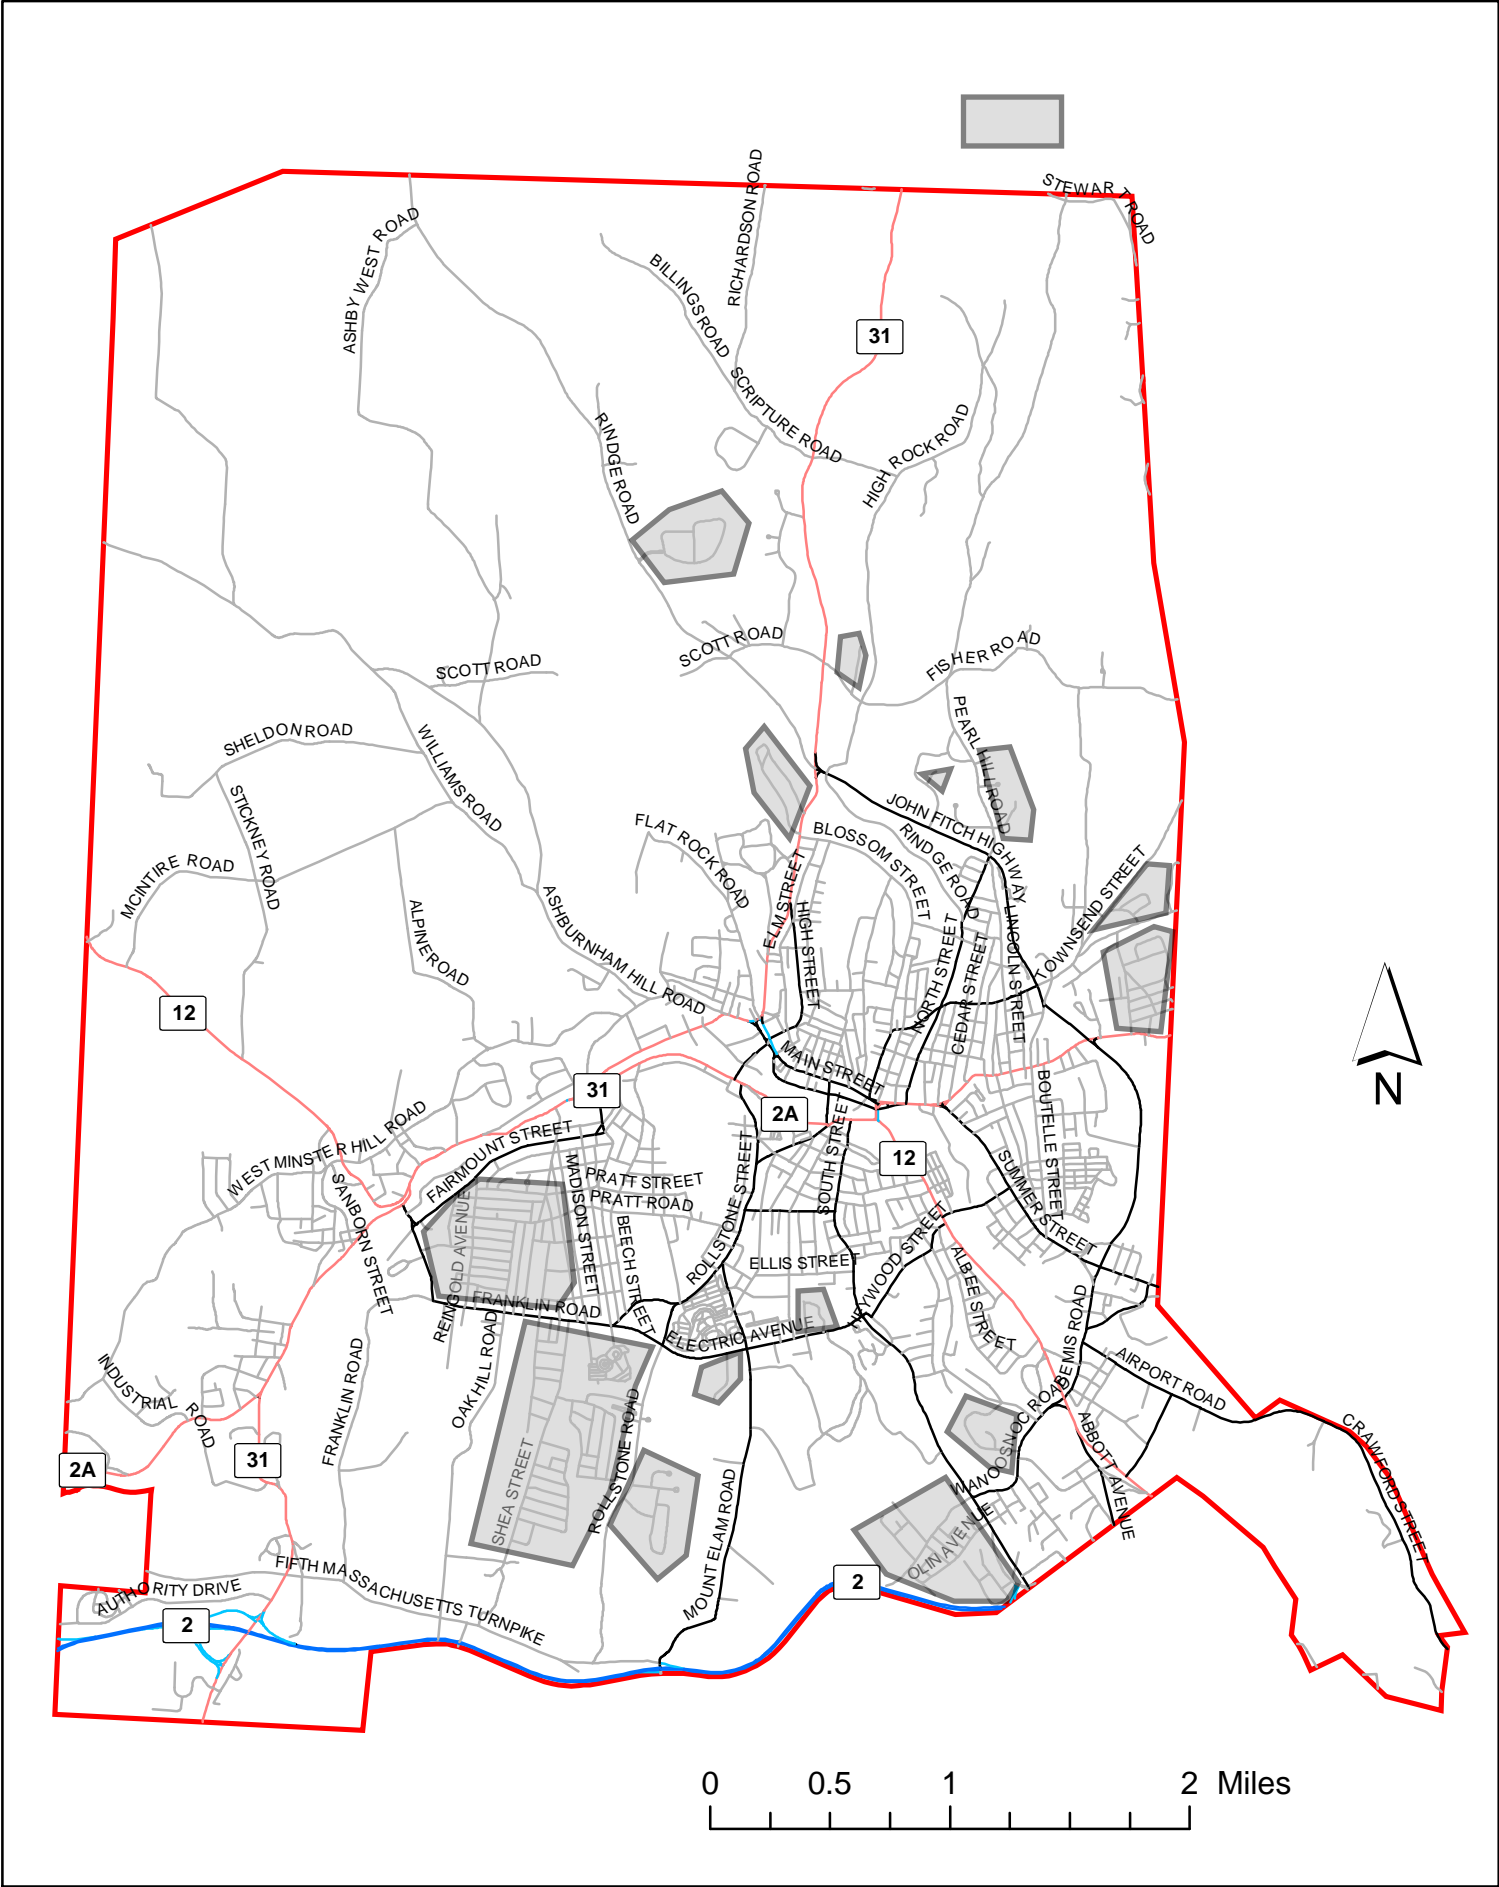 STEWART ROAD
RICHARDSON ROAD
ASHBY WEST ROAD
BILLINGS ROAD
31
SCRIPTURE ROAD
HIGH ROCK ROAD
RINDGE ROAD
SCOTT ROAD
FISHER ROAD
SCOTT ROAD
PEARL HILL ROAD
SHELDON ROAD
WILLIAMS ROAD
STICKNEY ROAD
JOHN FITCH HIGHWAY
FLAT ROCK ROAD
BLOSSOM STREET
RINDGE ROAD
MCINTIRE ROAD
ELM STREET
TOWNSEND STREET
ASHBURNHAM HILL ROAD
ALPINE ROAD
HIGH STREET
LINCOLN STREET
NORTH STREET
CEDAR STREET
12
MAIN STREET
N
31
2A
BOUTELLE STREET
WESTMINSTER HILL ROAD
FAIRMOUNT STREET
SOUTH STREET
12
MADISON STREET
PRATT STREET
PRATT ROAD
SANBORN STREET
ROLLSTONE STREET
SUMMER STREET
REINGOLD AVENUE
BEECH STREET
ELLIS STREET
HEYWOOD STREET
ALBEE STREET
FRANKLIN ROAD
ELECTRIC AVENUE
BEMIS ROAD
AIRPORT ROAD
INDUSTRIAL ROAD
FRANKLIN ROAD
OAK HILL ROAD
ROLLSTONE ROAD
WANOOSNOC ROAD
ABBOTT AVENUE
CRAWFORD STREET
2A
31
SHEA STREET
MOUNT ELAM ROAD
OLIN AVENUE
FIFTH MASSACHUSETTS TURNPIKE
AUTHORITY DRIVE
2
2
0 0.5 1 2 Miles